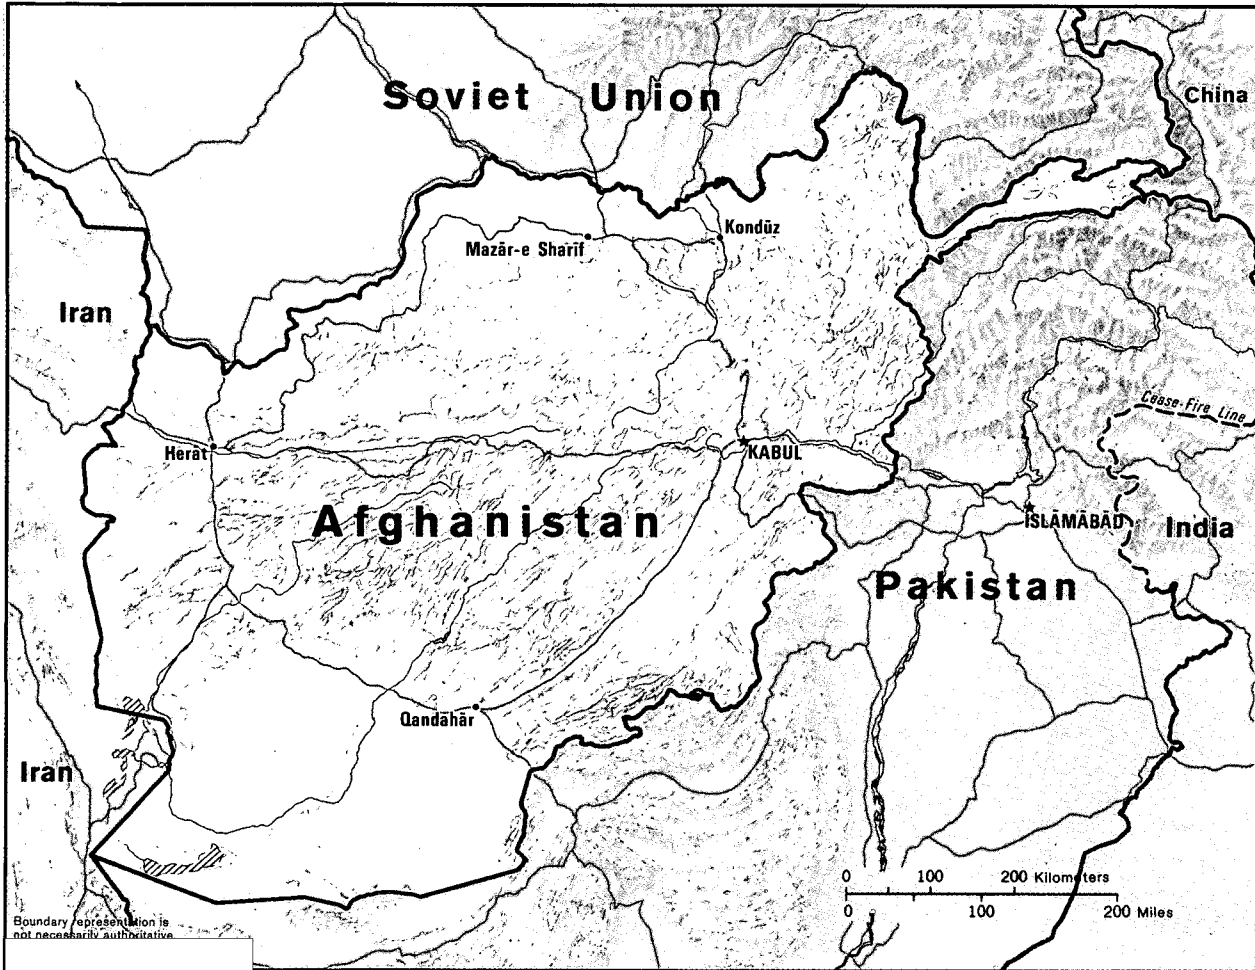 Soviet Union
China
Kondūz
Mazār-e Sharīf
Iran
Cease-Fire Line
Herāt
KABUL
Afghanistan
ISLĀMĀBĀD
India
Pakistan
Qandāhār
Iran
0 100 200 Kilometers
0 100 200 Miles
Boundary representation is
not necessarily authoritative